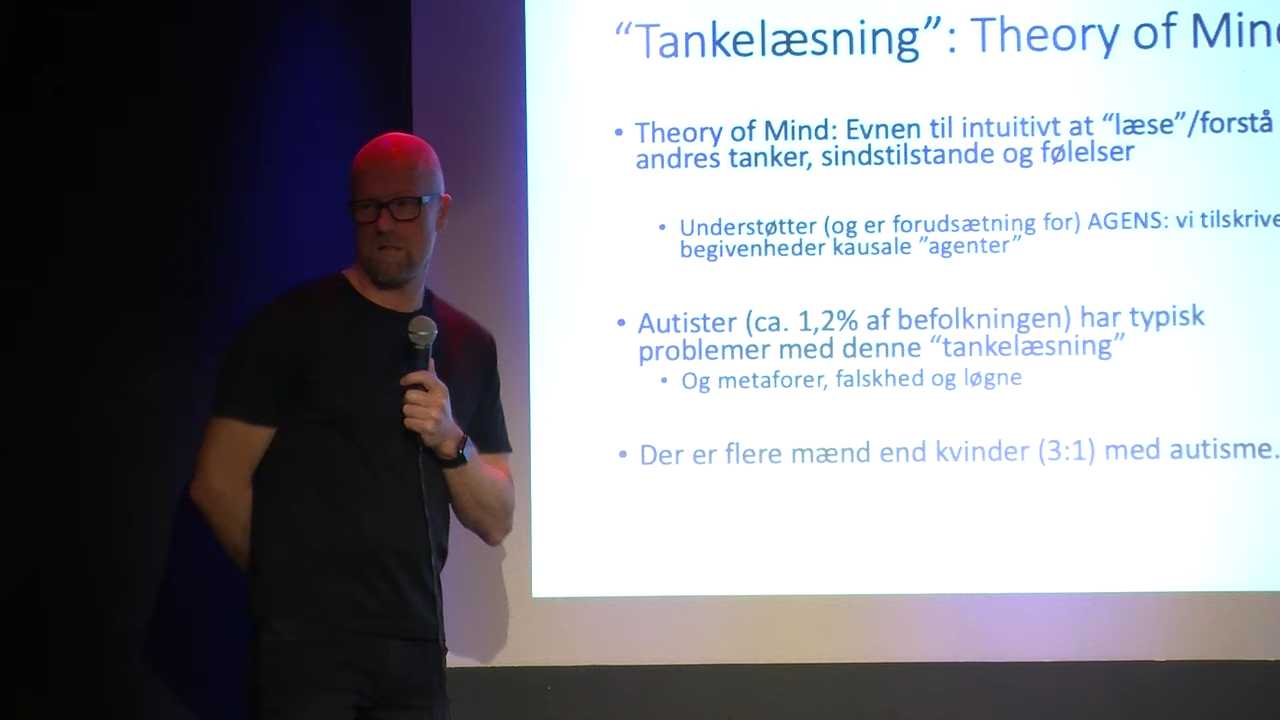 “Tankelæsning”: Theory of Mind
• Theory of Mind: Evnen til intuitivt at “læse”/forstå
andres tanker, sindstilstande og følelser
• Understøtter (og er forudsætning for) AGENS: vi tilskrive
begivenheder kausale ”agenter”
• Autister (ca. 1,2% af befolkningen) har typisk
problemer med denne “tankelæsning”
• Og metaforer, falskhed og løgne
• Der er flere mænd end kvinder (3:1) med autisme.